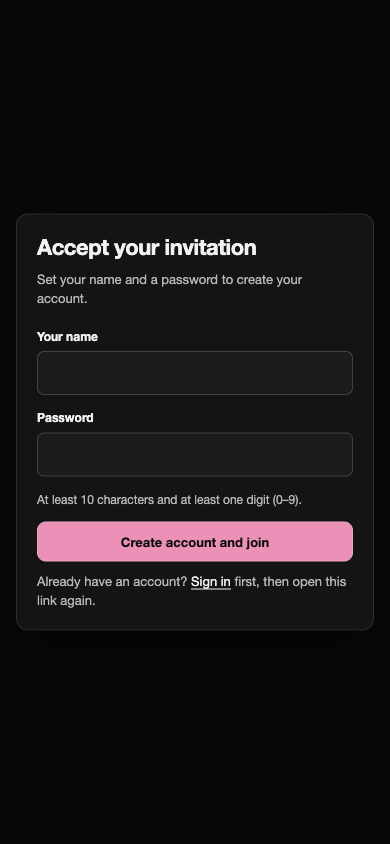 Accept your invitation
Set your name and a password to create your
account.
Your name
Password
At least 10 characters and at least one digit (0–9).
Create account and join
Already have an account? Sign in first, then open this
link again.